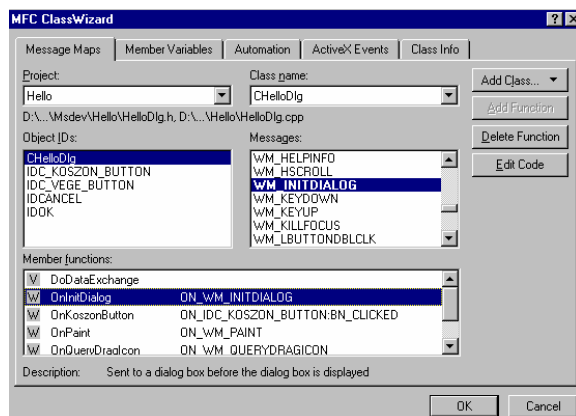 MFC ClassWizard
Message Maps Member Variables Automation ActiveX Events Class Info
Project: Class name:
Hello CHelloDlg
Add Class...
D:\...\Msdev\Hello\HelloDlg.h, D:\...\Hello\HelloDlg.cpp
Add Function
Object IDs: Messages:
Delete Function
CHelloDlg
IDC_KOSZON_BUTTON
IDC_VEGE_BUTTON
IDCANCEL
IDOK
WM_HELPINFO
WM_HSCROLL
WM_INITDIALOG
WM_KEYDOWN
WM_KEYUP
WM_KILLFOCUS
WM_LBUTTONDBLCLK
Edit Code
Member functions:
V DoDataExchange
W OnInitDialog ON_WM_INITDIALOG
W OnKoszonButton ON_IDC_KOSZON_BUTTON:BN_CLICKED
W OnPaint ON_WM_PAINT
W OnQueryDragIcon ON_WM_QUERYDRAGICON
Description: Sent to a dialog box before the dialog box is displayed
OK Cancel